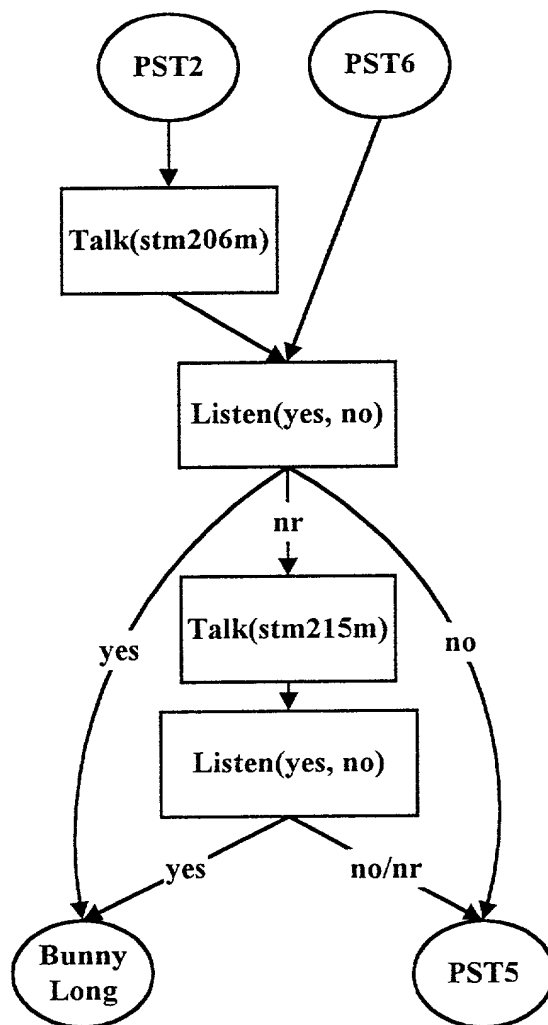 PST2
PST6
Talk(stm206m)
Listen(yes, no)
nr
Talk(stm215m)
yes
no
Listen(yes, no)
yes
no/nr
Bunny
Long
PST5